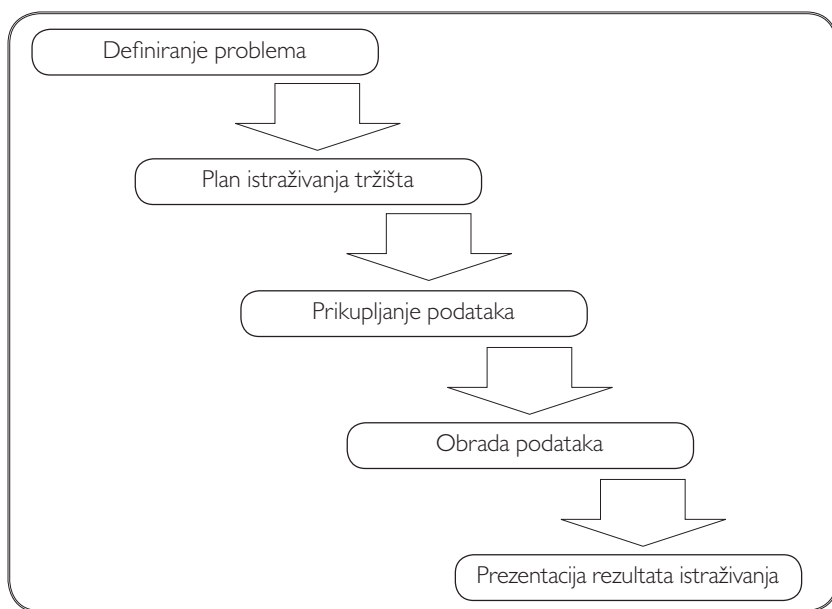 Definiranje problema
Plan istraživanja tržišta
Prikupljanje podataka
Obrada podataka
Prezentacija rezultata istraživanja